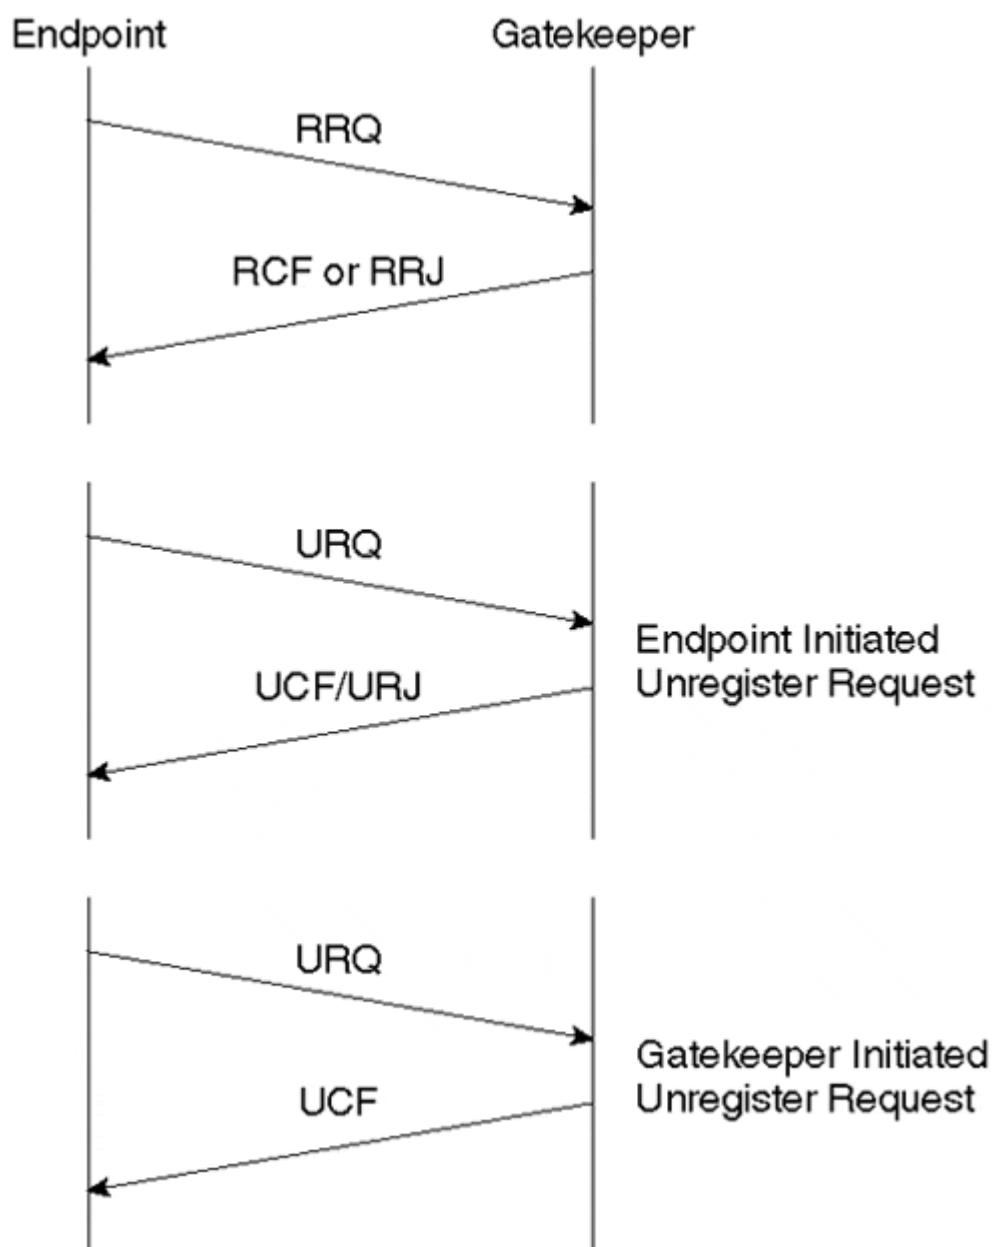 Endpoint
Gatekeeper
RRQ
RCF or RRJ
URQ
UCF/URJ
Endpoint Initiated
Unregister Request
URQ
UCF
Gatekeeper Initiated
Unregister Request